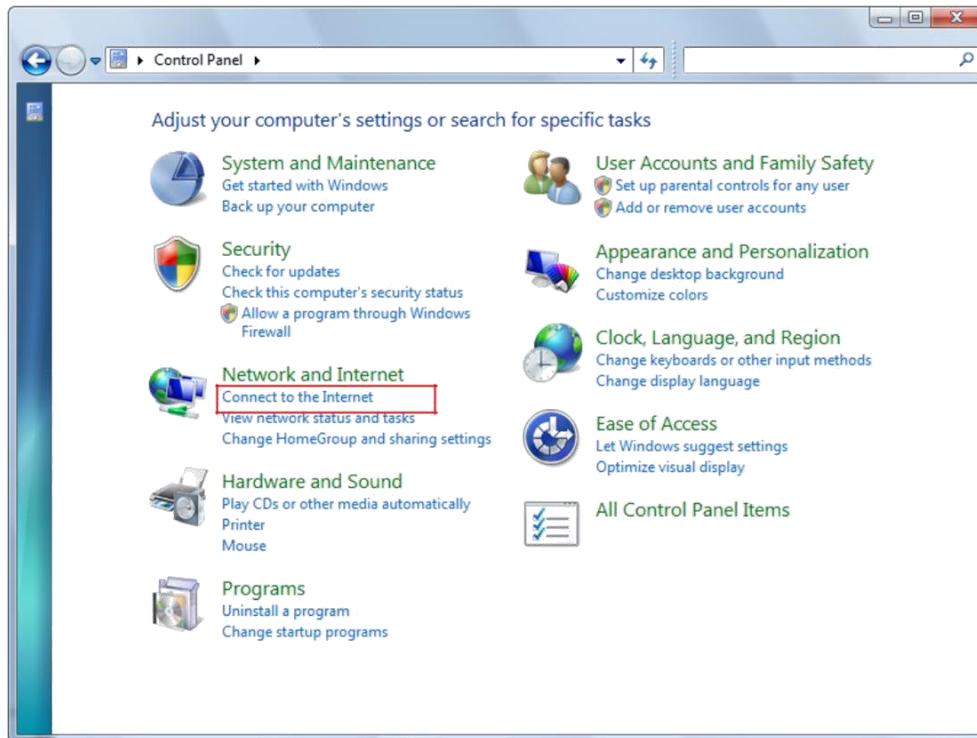 Control Panel
Adjust your computer's settings or search for specific tasks
System and Maintenance
Get started with Windows
Back up your computer
Security
Check for updates
Check this computer's security status
Allow a program through Windows
Firewall
Network and Internet
Connect to the Internet
View network status and tasks
Change HomeGroup and sharing settings
Hardware and Sound
Play CDs or other media automatically
Printer
Mouse
Programs
Uninstall a program
Change startup programs
User Accounts and Family Safety
Set up parental controls for any user
Add or remove user accounts
Appearance and Personalization
Change desktop background
Customize colors
Clock, Language, and Region
Change keyboards or other input methods
Change display language
Ease of Access
Let Windows suggest settings
Optimize visual display
All Control Panel Items